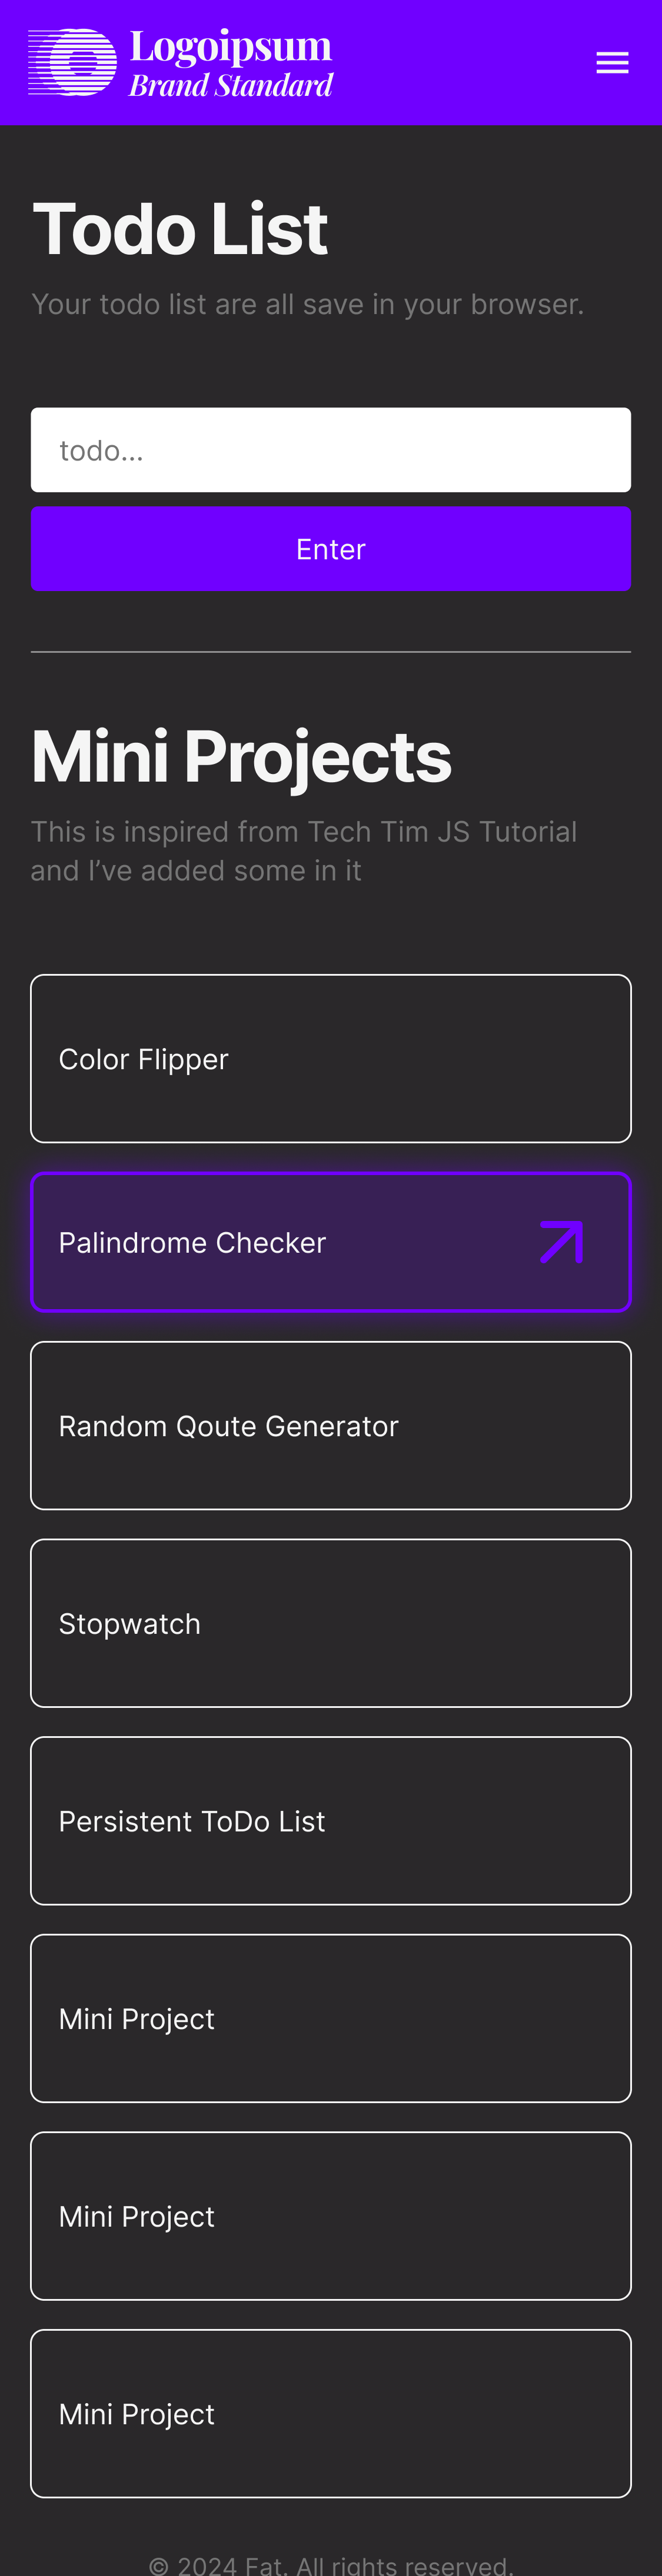 Logoipsum
Brand Standard
Todo List
Your todo list are all save in your browser.
todo...
Enter
Mini Projects
This is inspired from Tech Tim JS Tutorial
and I’ve added some in it
Color Flipper
Palindrome Checker
Random Qoute Generator
Stopwatch
Persistent ToDo List
Mini Project
Mini Project
Mini Project
© 2024 Fat. All rights reserved.